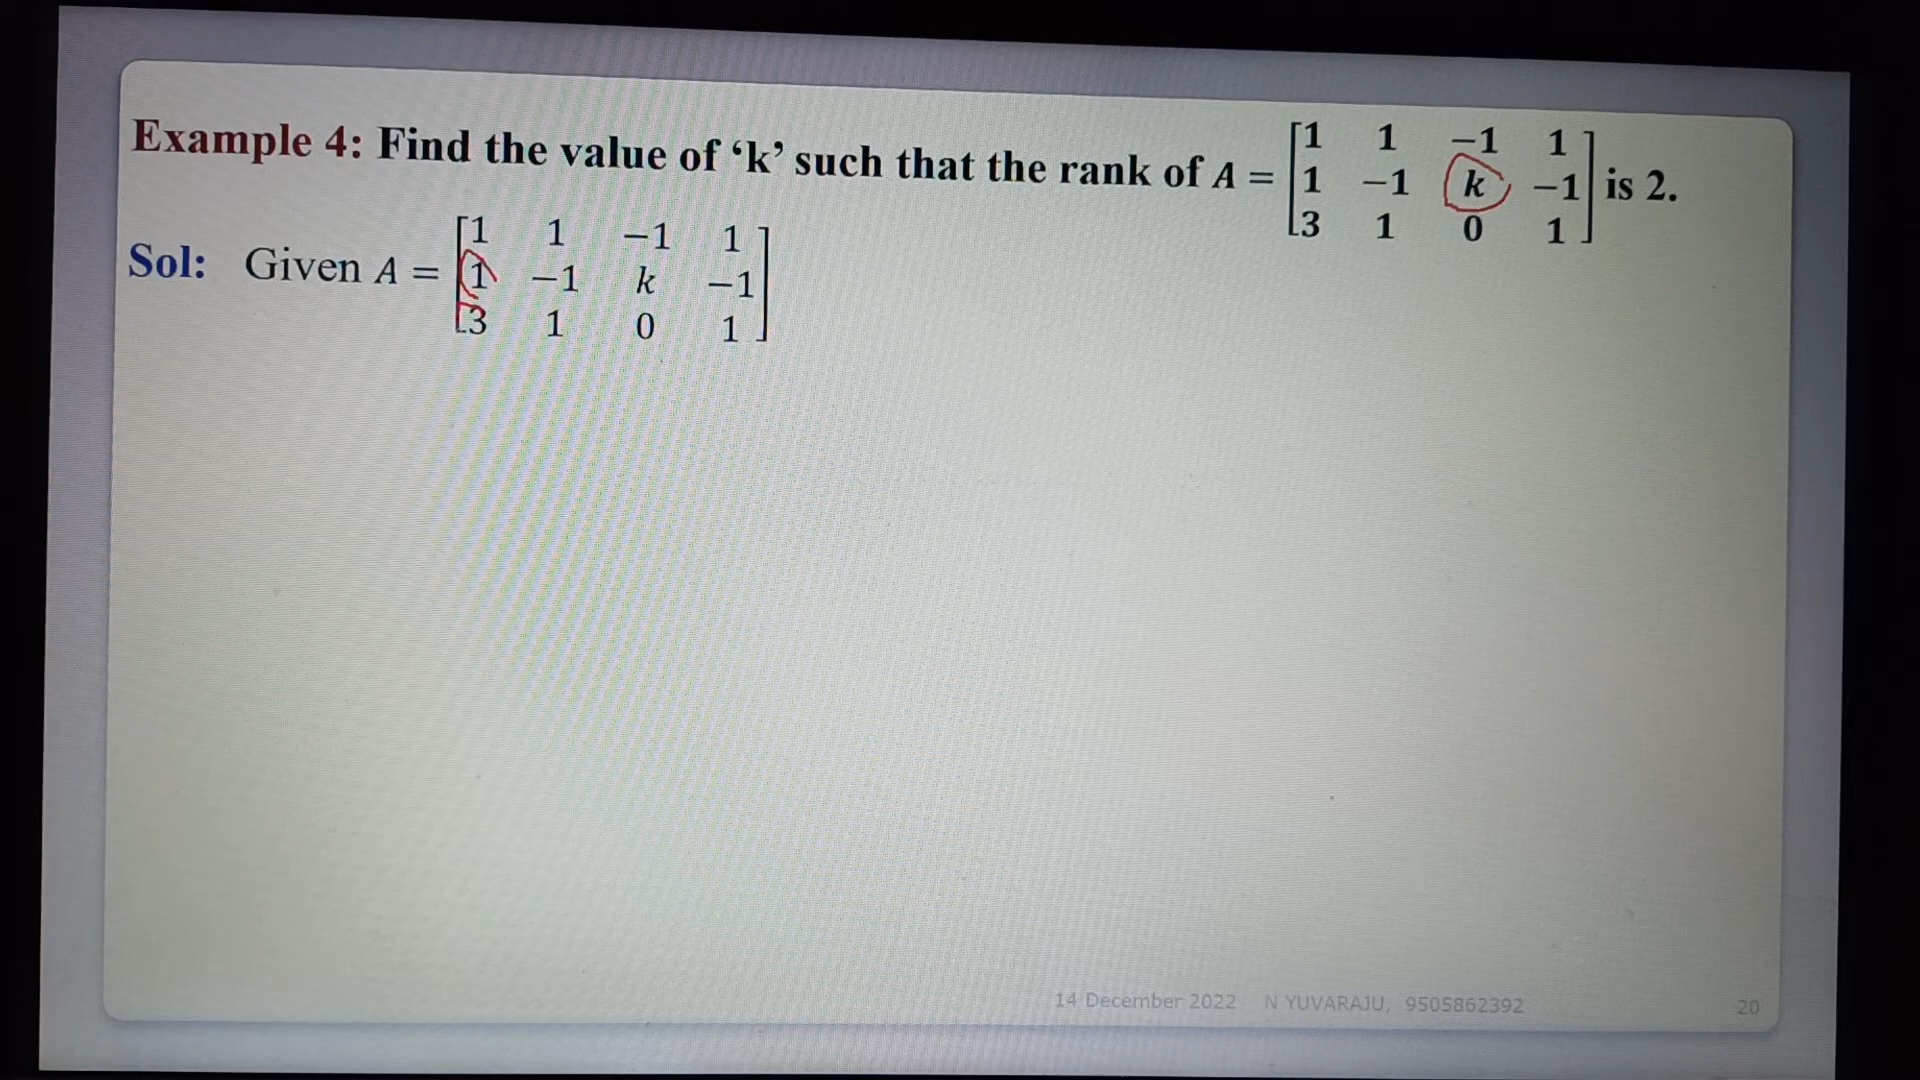 Example 4: Find the value of ‘k’ such that the rank of A = [1 1 −1 1
1 −1 k −1
3 1 0 1] is 2.
Sol: Given A = [1 1 −1 1
1 −1 k −1
3 1 0 1]
14 December 2022 N YUVARAJU, 9505862392 20